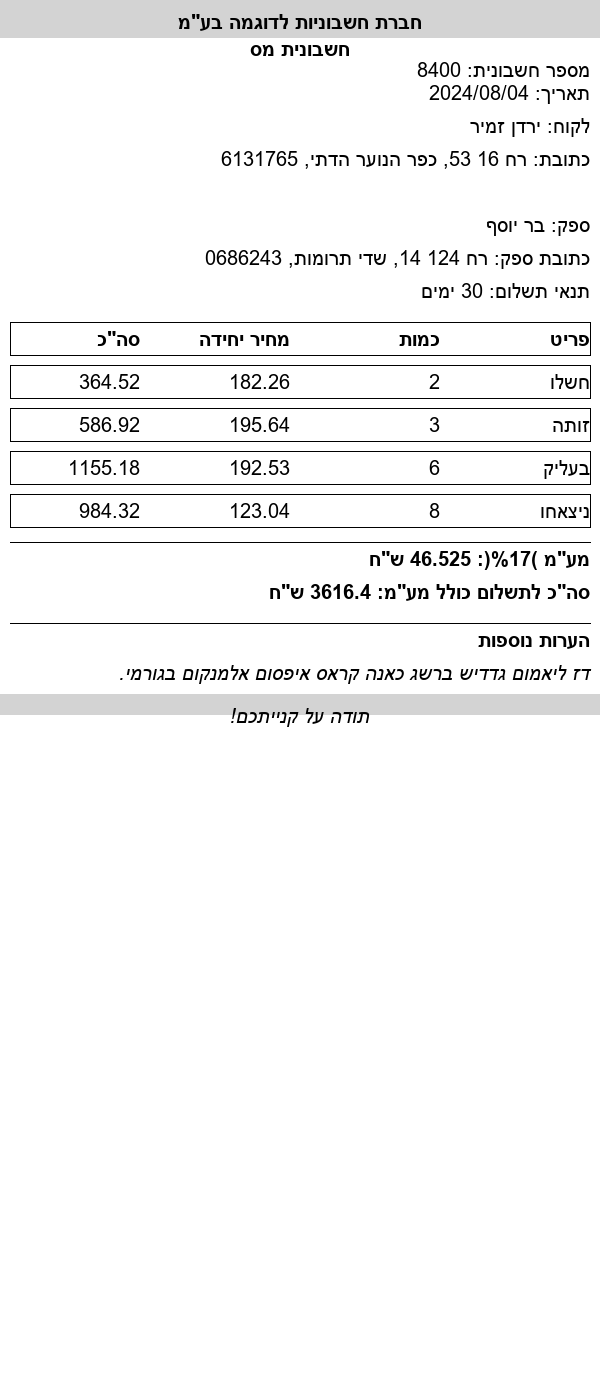 חברת חשבוניות לדוגמה בע"מ
חשבונית מס
מספר חשבונית: 8400
תאריך: 2024/08/04
לקוח: ירדן זמיר
כתובת: רח 16 53, כפר הנוער הדתי, 6131765
ספק: בר יוסף
כתובת ספק: רח 124 14, שדי תרומות, 0686243
תנאי תשלום: 30 ימים
פריט כמות מחיר יחידה סה"כ
חשלו 2 182.26 364.52
זותה 3 195.64 586.92
בעליק 6 192.53 1155.18
ניצאחו 8 123.04 984.32
מע"מ )17%(: 46.525 ש"ח
סה"כ לתשלום כולל מע"מ: 3616.4 ש"ח
הערות נוספות
דז ליאמום גדדיש ברשג כאנה קראס איפסום אלמנקום בגורמי.
תודה על קנייתכם!